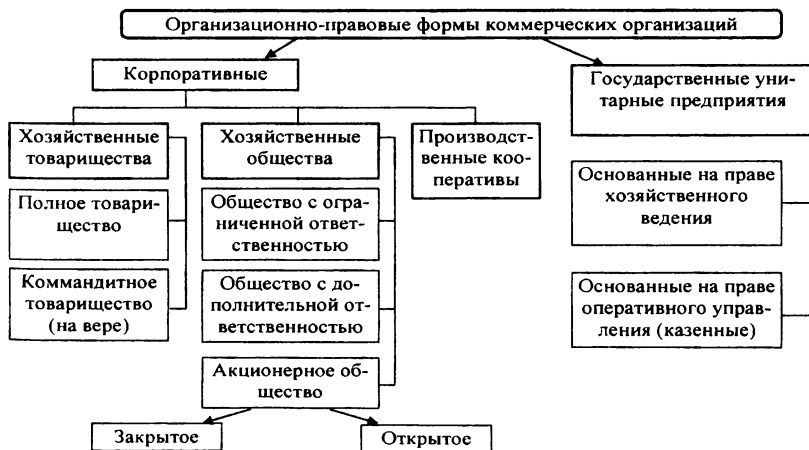 Организационно-правовые формы коммерческих организаций
Корпоративные
Государственные уни-
тарные предприятия
Хозяйственные
товарищества
Хозяйственные
общества
Производст-
венные коо-
перативы
Полное товари-
щество
Общество с огра-
ниченной ответ-
ственностью
Основанные на праве
хозяйственного
ведения
Коммандитное
товарищество
(на вере)
Общество с до-
полнительной от-
ветственностью
Основанные на праве
оперативного управ-
ления (казенные)
Акционерное об-
щество
Закрытое
Открытое